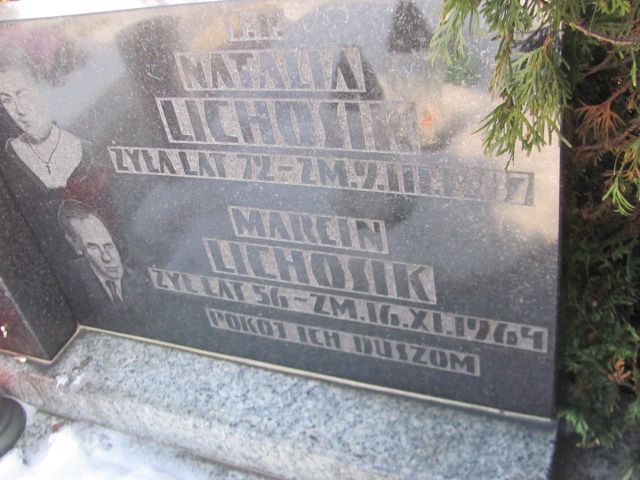 Ś.P.
NATALIA
LICHOSIK
ŻYŁA LAT 72-ZM.9.III.1987
MARCIN
LICHOSIK
ŻYŁ LAT 56-ZM.16.XI.1964
POKÓJ ICH DUSZOM